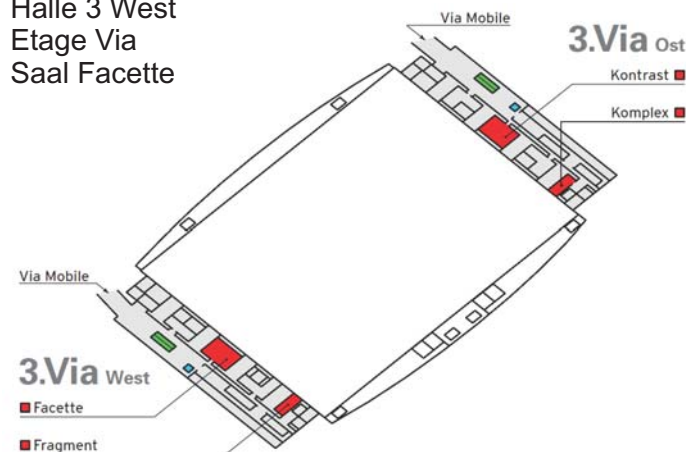 Halle 3 West
Etage Via
Saal Facette
Via Mobile
3.Via Ost
Kontrast
Komplex
Via Mobile
3.Via West
Facette
Fragment